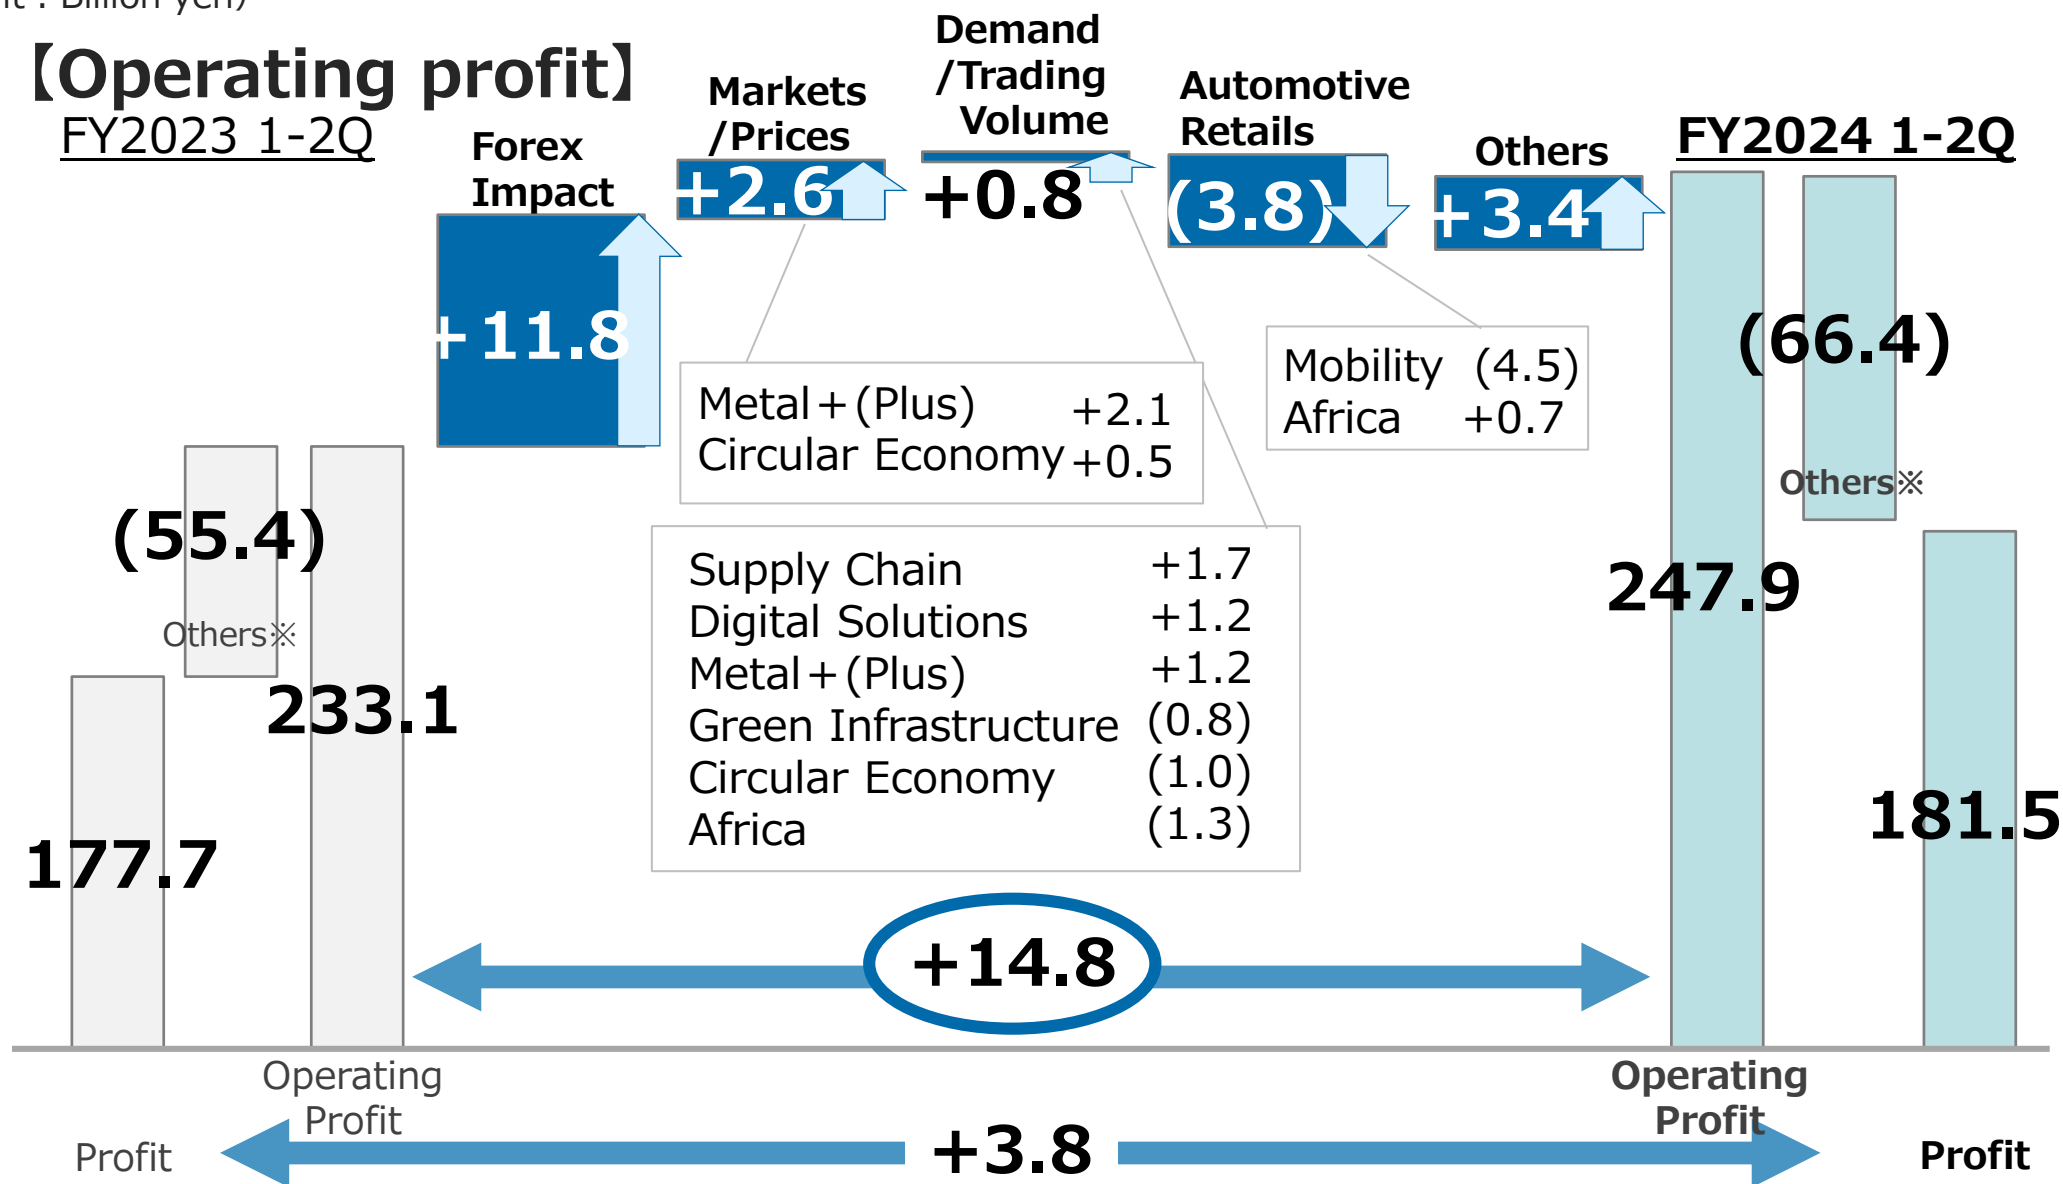 : Billion yen)
【Operating profit】
FY2023 1-2Q
Forex
Impact
+11.8
Markets
/Prices
+2.6
Demand
/Trading
Volume
+0.8
Automotive
Retails
(3.8)
Others
+3.4
FY2024 1-2Q
Metal+(Plus) +2.1
Circular Economy +0.5
Mobility (4.5)
Africa +0.7
Supply Chain +1.7
Digital Solutions +1.2
Metal+(Plus) +1.2
Green Infrastructure (0.8)
Circular Economy (1.0)
Africa (1.3)
(55.4)
Others※
233.1
177.7
(66.4)
Others※
247.9
181.5
+14.8
Operating
Profit
Profit
+3.8
Operating
Profit
Profit